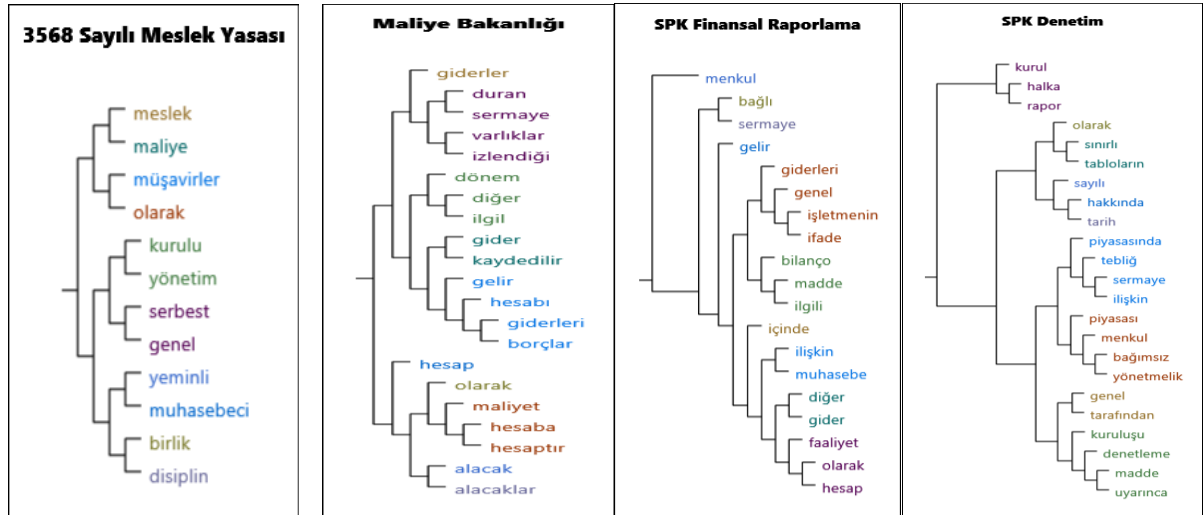 3568 Sayılı Meslek Yasası
meslek
maliye
müşavirler
olarak
kurulu
yönetim
serbest
genel
yeminli
muhasebeci
birlik
disiplin
Maliye Bakanlığı
giderler
duran
sermaye
varlıklar
izlendiği
dönem
diğer
ilgil
gider
kaydedilir
gelir
hesabı
giderleri
borçlar
hesap
olarak
maliyet
hesaba
hesaptır
alacak
alacaklar
SPK Finansal Raporlama
menkul
bağlı
sermaye
gelir
giderleri
genel
işletmenin
ifade
bilanço
madde
ilgili
içinde
ilişkin
muhasebe
diğer
gider
faaliyet
olarak
hesap
SPK Denetim
kurul
halka
rapor
olarak
sınırlı
tabloların
sayılı
hakkında
tarih
piyasasında
tebliğ
sermaye
ilişkin
piyasası
menkul
bağımsız
yönetmelik
genel
tarafından
kuruluşu
denetleme
madde
uyarınca